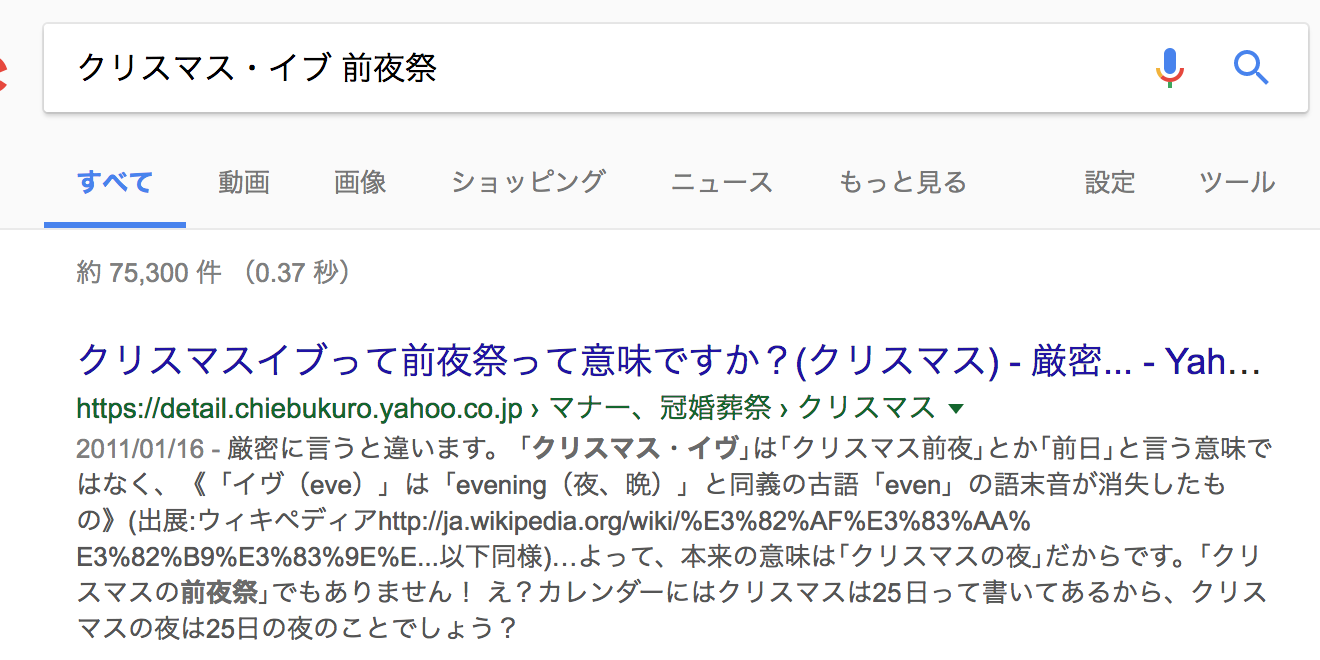 クリスマス・イブ 前夜祭
すべて 動画 画像 ショッピング ニュース もっと見る 設定 ツール
約 75,300 件 （0.37 秒）
クリスマスイブって前夜祭って意味ですか？(クリスマス) - 厳密... - Yah...
https://detail.chiebukuro.yahoo.co.jp › マナー、冠婚葬祭 › クリスマス ▼
2011/01/16 - 厳密に言うと違います。「クリスマス・イヴ」は「クリスマス前夜」とか「前日」と言う意味で
はなく、《「イヴ（eve）」は「evening（夜、晩）」と同義の古語「even」の語末音が消失したも
の》(出展:ウィキペディアhttp://ja.wikipedia.org/wiki/%E3%82%AF%E3%83%AA%
E3%82%B9%E3%83%9E%E...以下同様)…よって、本来の意味は「クリスマスの夜」だからです。「クリ
スマスの前夜祭」でもありません！ え？カレンダーにはクリスマスは25日って書いてあるから、クリス
マスの夜は25日の夜のことでしょう？